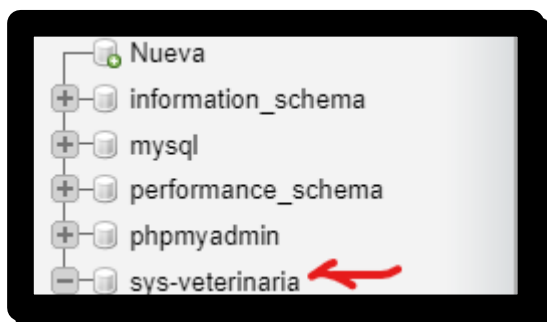 Nueva
information_schema
mysql
performance_schema
phpmyadmin
sys-veterinaria